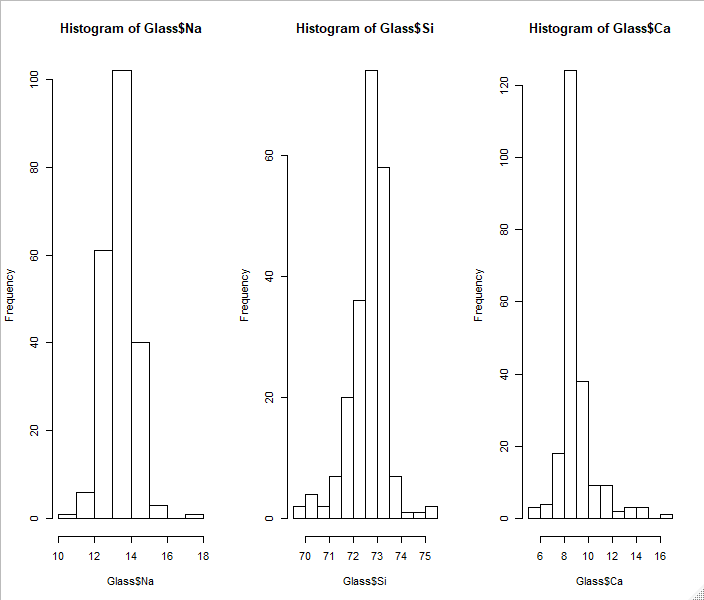 Histogram of Glass$Na
Frequency
0
20
40
60
80
100
10 12 14 16 18
Glass$Na
Histogram of Glass$Si
Frequency
0
20
40
60
70 71 72 73 74 75
Glass$Si
Histogram of Glass$Ca
Frequency
0
20
40
60
80
100
120
6 8 10 12 14 16
Glass$Ca